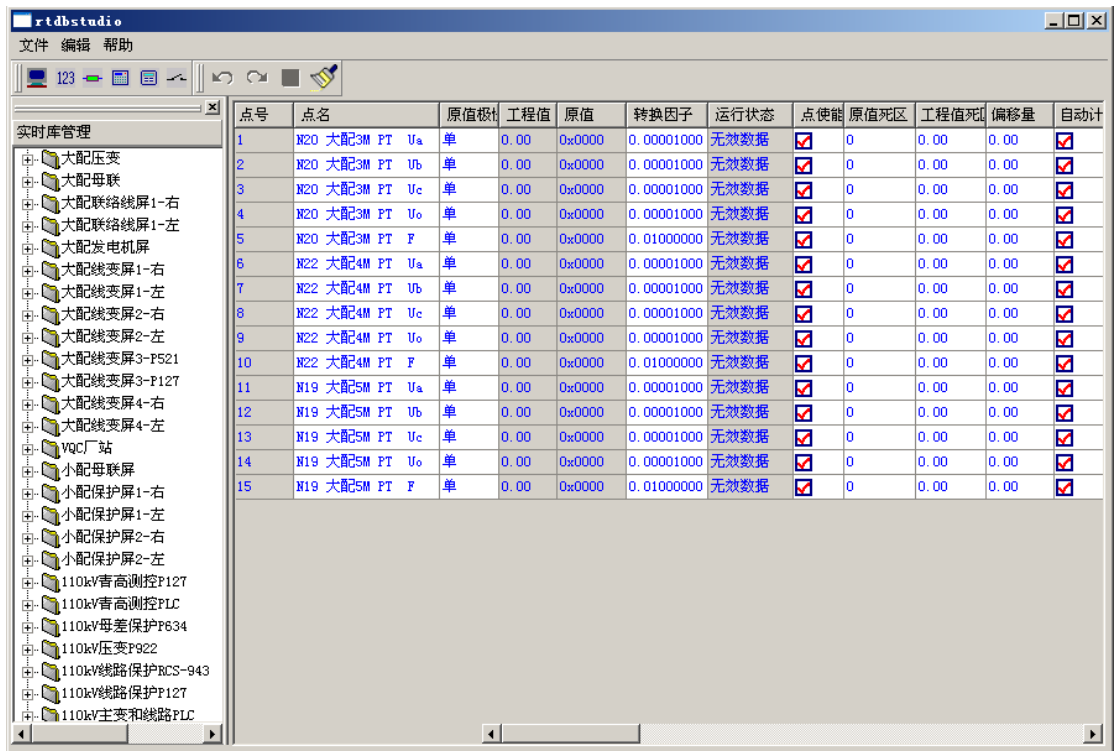 rtdbstudio
文件 编辑 帮助
123
实时库管理
大配压变
大配母联
大配联络线屏1-右
大配联络线屏1-左
大配发电机屏
大配线变屏1-右
大配线变屏1-左
大配线变屏2-右
大配线变屏2-左
大配线变屏3-P521
大配线变屏3-P127
大配线变屏4-右
大配线变屏4-左
VQC厂站
小配母联屏
小配保护屏1-右
小配保护屏1-左
小配保护屏2-右
小配保护屏2-左
110kV青高测控P127
110kV青高测控PLC
110kV母差保护P634
110kV压变P922
110kV线路保护RCS-943
110kV线路保护P127
110kV主变和线路PLC
点号 点名 原值极性 工程值 原值 转换因子 运行状态 点使能 原值死区 工程值死区 偏移量 自动计
1 N20 大配3M PT Ua 单 0.00 0x0000 0.00001000 无效数据 0 0.00 0.00
2 N20 大配3M PT Ub 单 0.00 0x0000 0.00001000 无效数据 0 0.00 0.00
3 N20 大配3M PT Uc 单 0.00 0x0000 0.00001000 无效数据 0 0.00 0.00
4 N20 大配3M PT Uo 单 0.00 0x0000 0.00001000 无效数据 0 0.00 0.00
5 N20 大配3M PT F 单 0.00 0x0000 0.01000000 无效数据 0 0.00 0.00
6 N22 大配4M PT Ua 单 0.00 0x0000 0.00001000 无效数据 0 0.00 0.00
7 N22 大配4M PT Ub 单 0.00 0x0000 0.00001000 无效数据 0 0.00 0.00
8 N22 大配4M PT Uc 单 0.00 0x0000 0.00001000 无效数据 0 0.00 0.00
9 N22 大配4M PT Uo 单 0.00 0x0000 0.00001000 无效数据 0 0.00 0.00
10 N22 大配4M PT F 单 0.00 0x0000 0.01000000 无效数据 0 0.00 0.00
11 N19 大配5M PT Ua 单 0.00 0x0000 0.00001000 无效数据 0 0.00 0.00
12 N19 大配5M PT Ub 单 0.00 0x0000 0.00001000 无效数据 0 0.00 0.00
13 N19 大配5M PT Uc 单 0.00 0x0000 0.00001000 无效数据 0 0.00 0.00
14 N19 大配5M PT Uo 单 0.00 0x0000 0.00001000 无效数据 0 0.00 0.00
15 N19 大配5M PT F 单 0.00 0x0000 0.01000000 无效数据 0 0.00 0.00